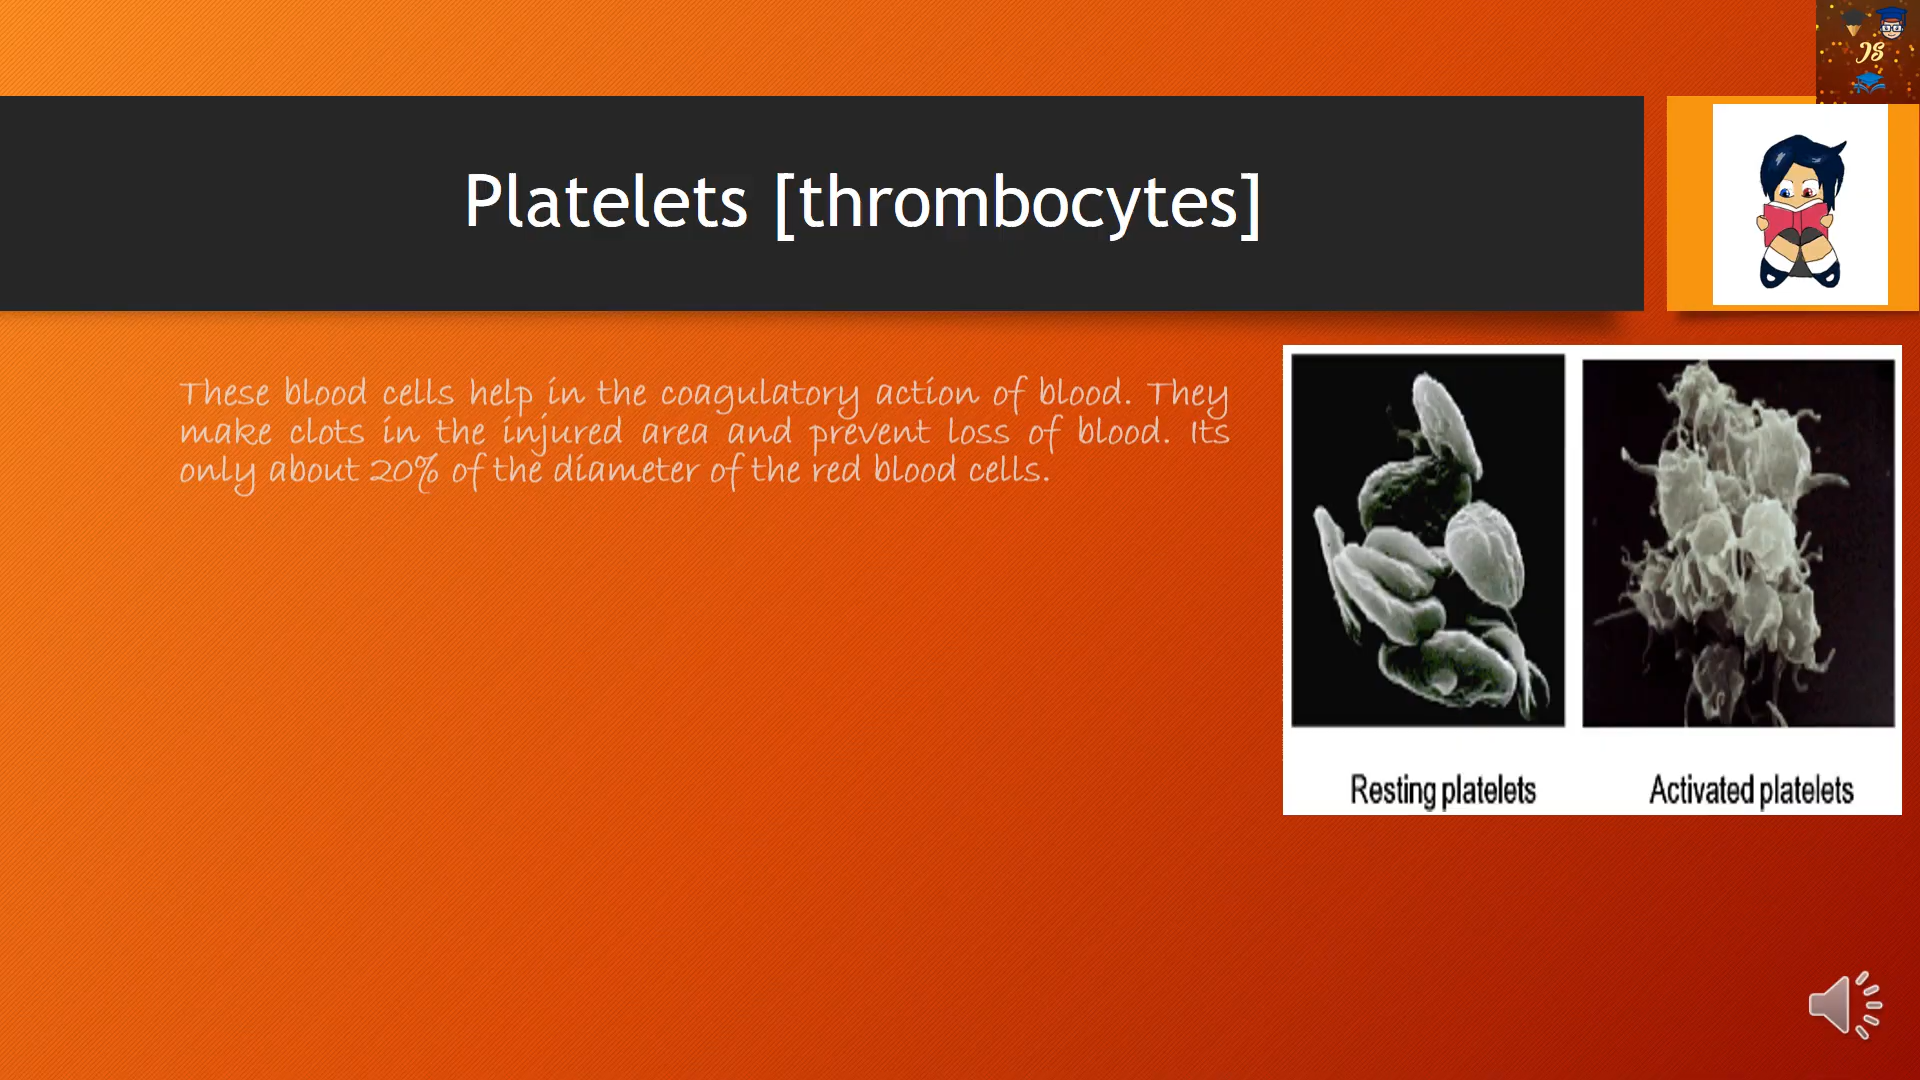 JS
Platelets [thrombocytes]
These blood cells help in the coagulatory action of blood. They
make clots in the injured area and prevent loss of blood. Its
only about 20% of the diameter of the red blood cells.
Resting platelets
Activated platelets